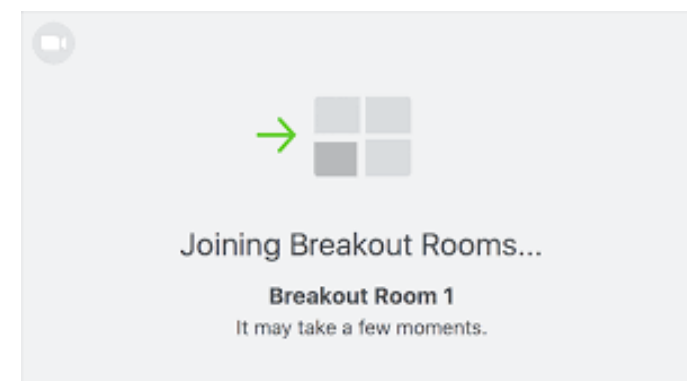 Joining Breakout Rooms...
Breakout Room 1
It may take a few moments.